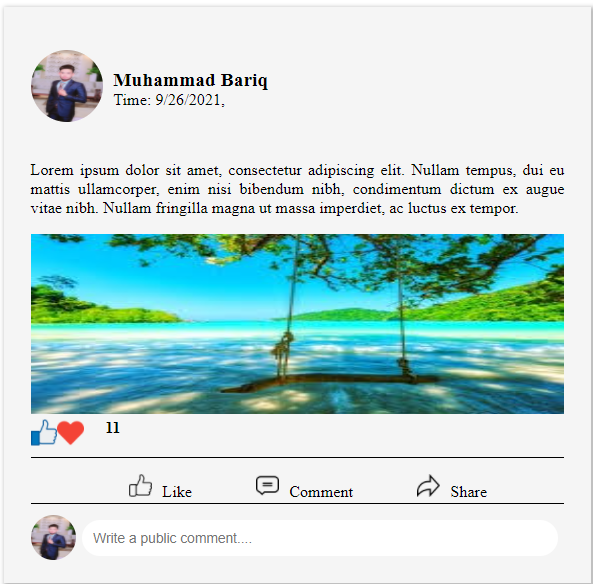 Muhammad Bariq
Time: 9/26/2021,
Lorem ipsum dolor sit amet, consectetur adipiscing elit. Nullam tempus, dui eu
mattis ullamcorper, enim nisi bibendum nibh, condimentum dictum ex augue
vitae nibh. Nullam fringilla magna ut massa imperdiet, ac luctus ex tempor.
11
Like Comment Share
Write a public comment....